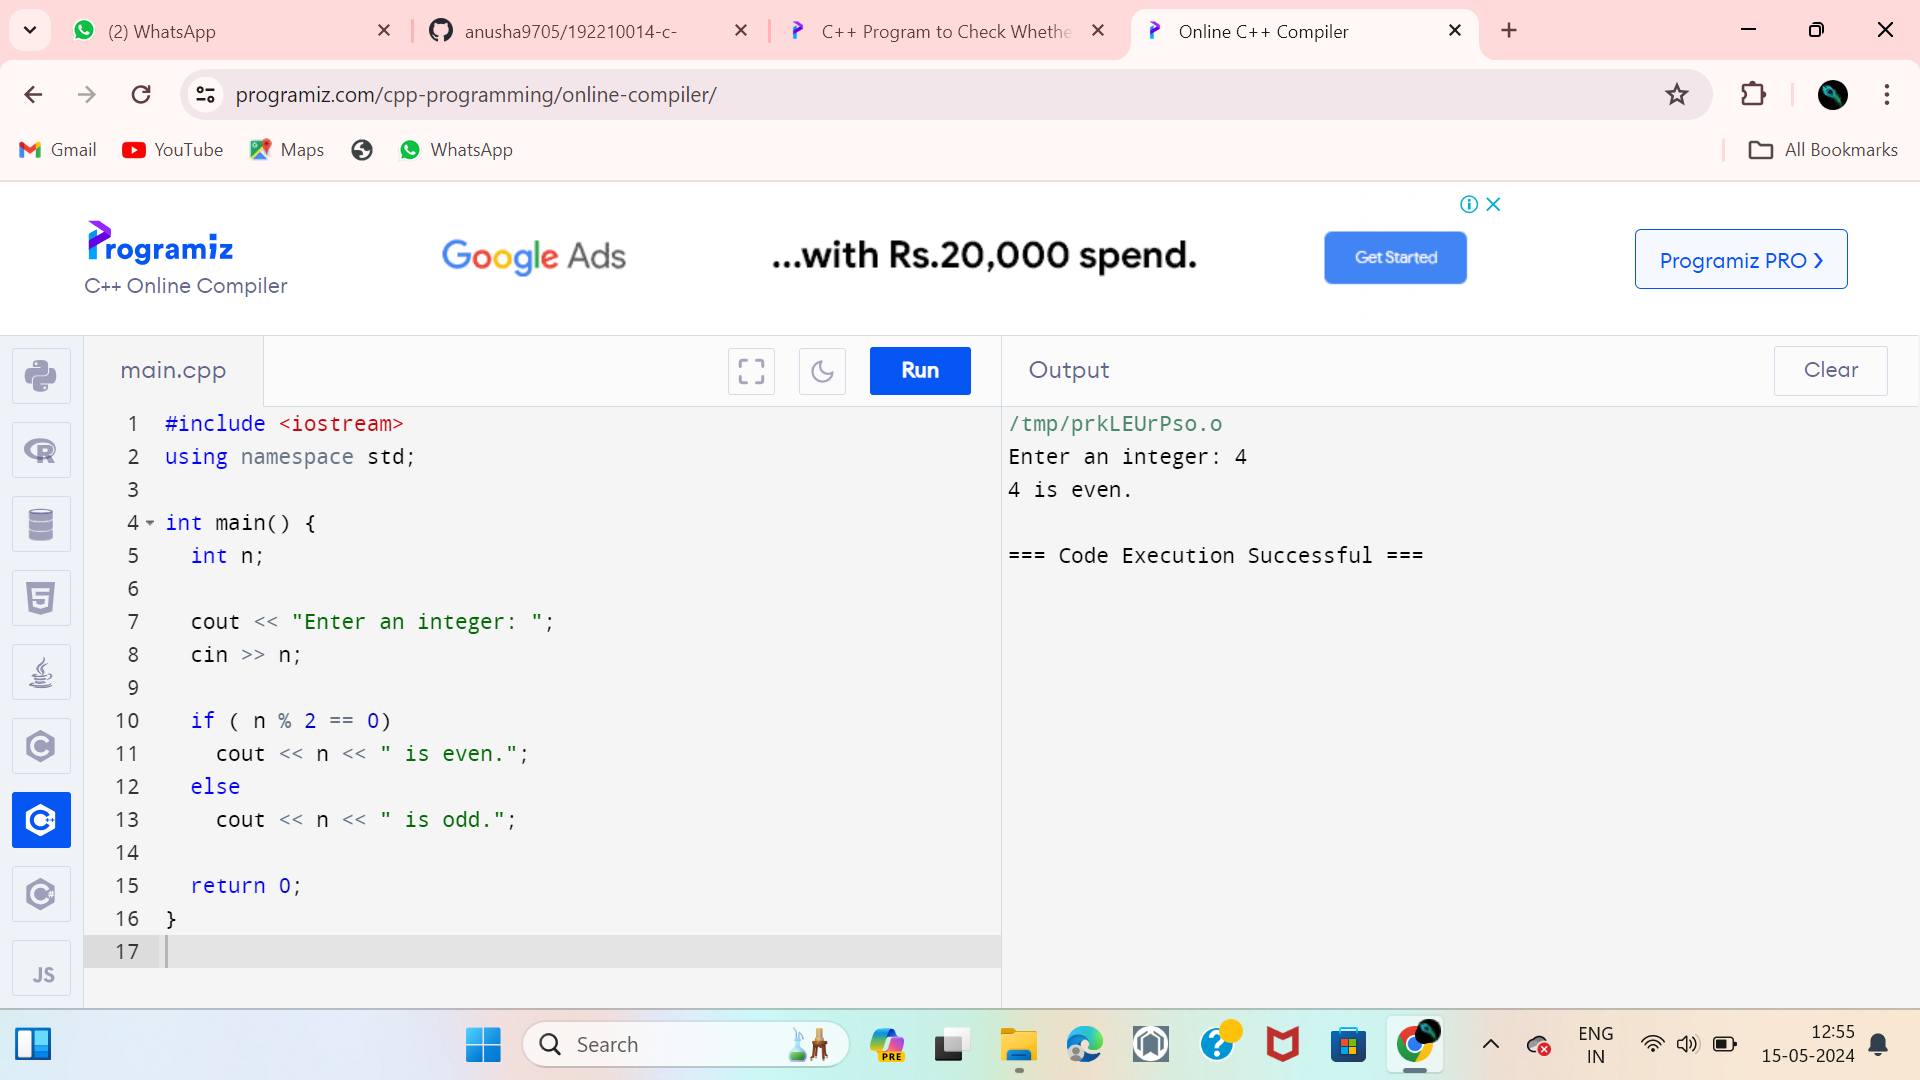 (2) WhatsApp
anusha9705/192210014-c-
C++ Program to Check Whethe
Online C++ Compiler
programiz.com/cpp-programming/online-compiler/
Gmail
YouTube
Maps
WhatsApp
All Bookmarks
Programiz
C++ Online Compiler
Google Ads
...with Rs.20,000 spend.
Get Started
Programiz PRO ❯
main.cpp
Run
Output
Clear
1 #include <iostream>
2 using namespace std;
3
4 int main() {
5   int n;
6
7   cout << "Enter an integer: ";
8   cin >> n;
9
10   if ( n % 2 == 0)
11     cout << n << " is even.";
12   else
13     cout << n << " is odd.";
14
15   return 0;
16 }
17
/tmp/prkLEUrPso.o
Enter an integer: 4
4 is even.
=== Code Execution Successful ===
R
5
C
C++
C#
JS
Search
PRE
ENG
IN
12:55
15-05-2024